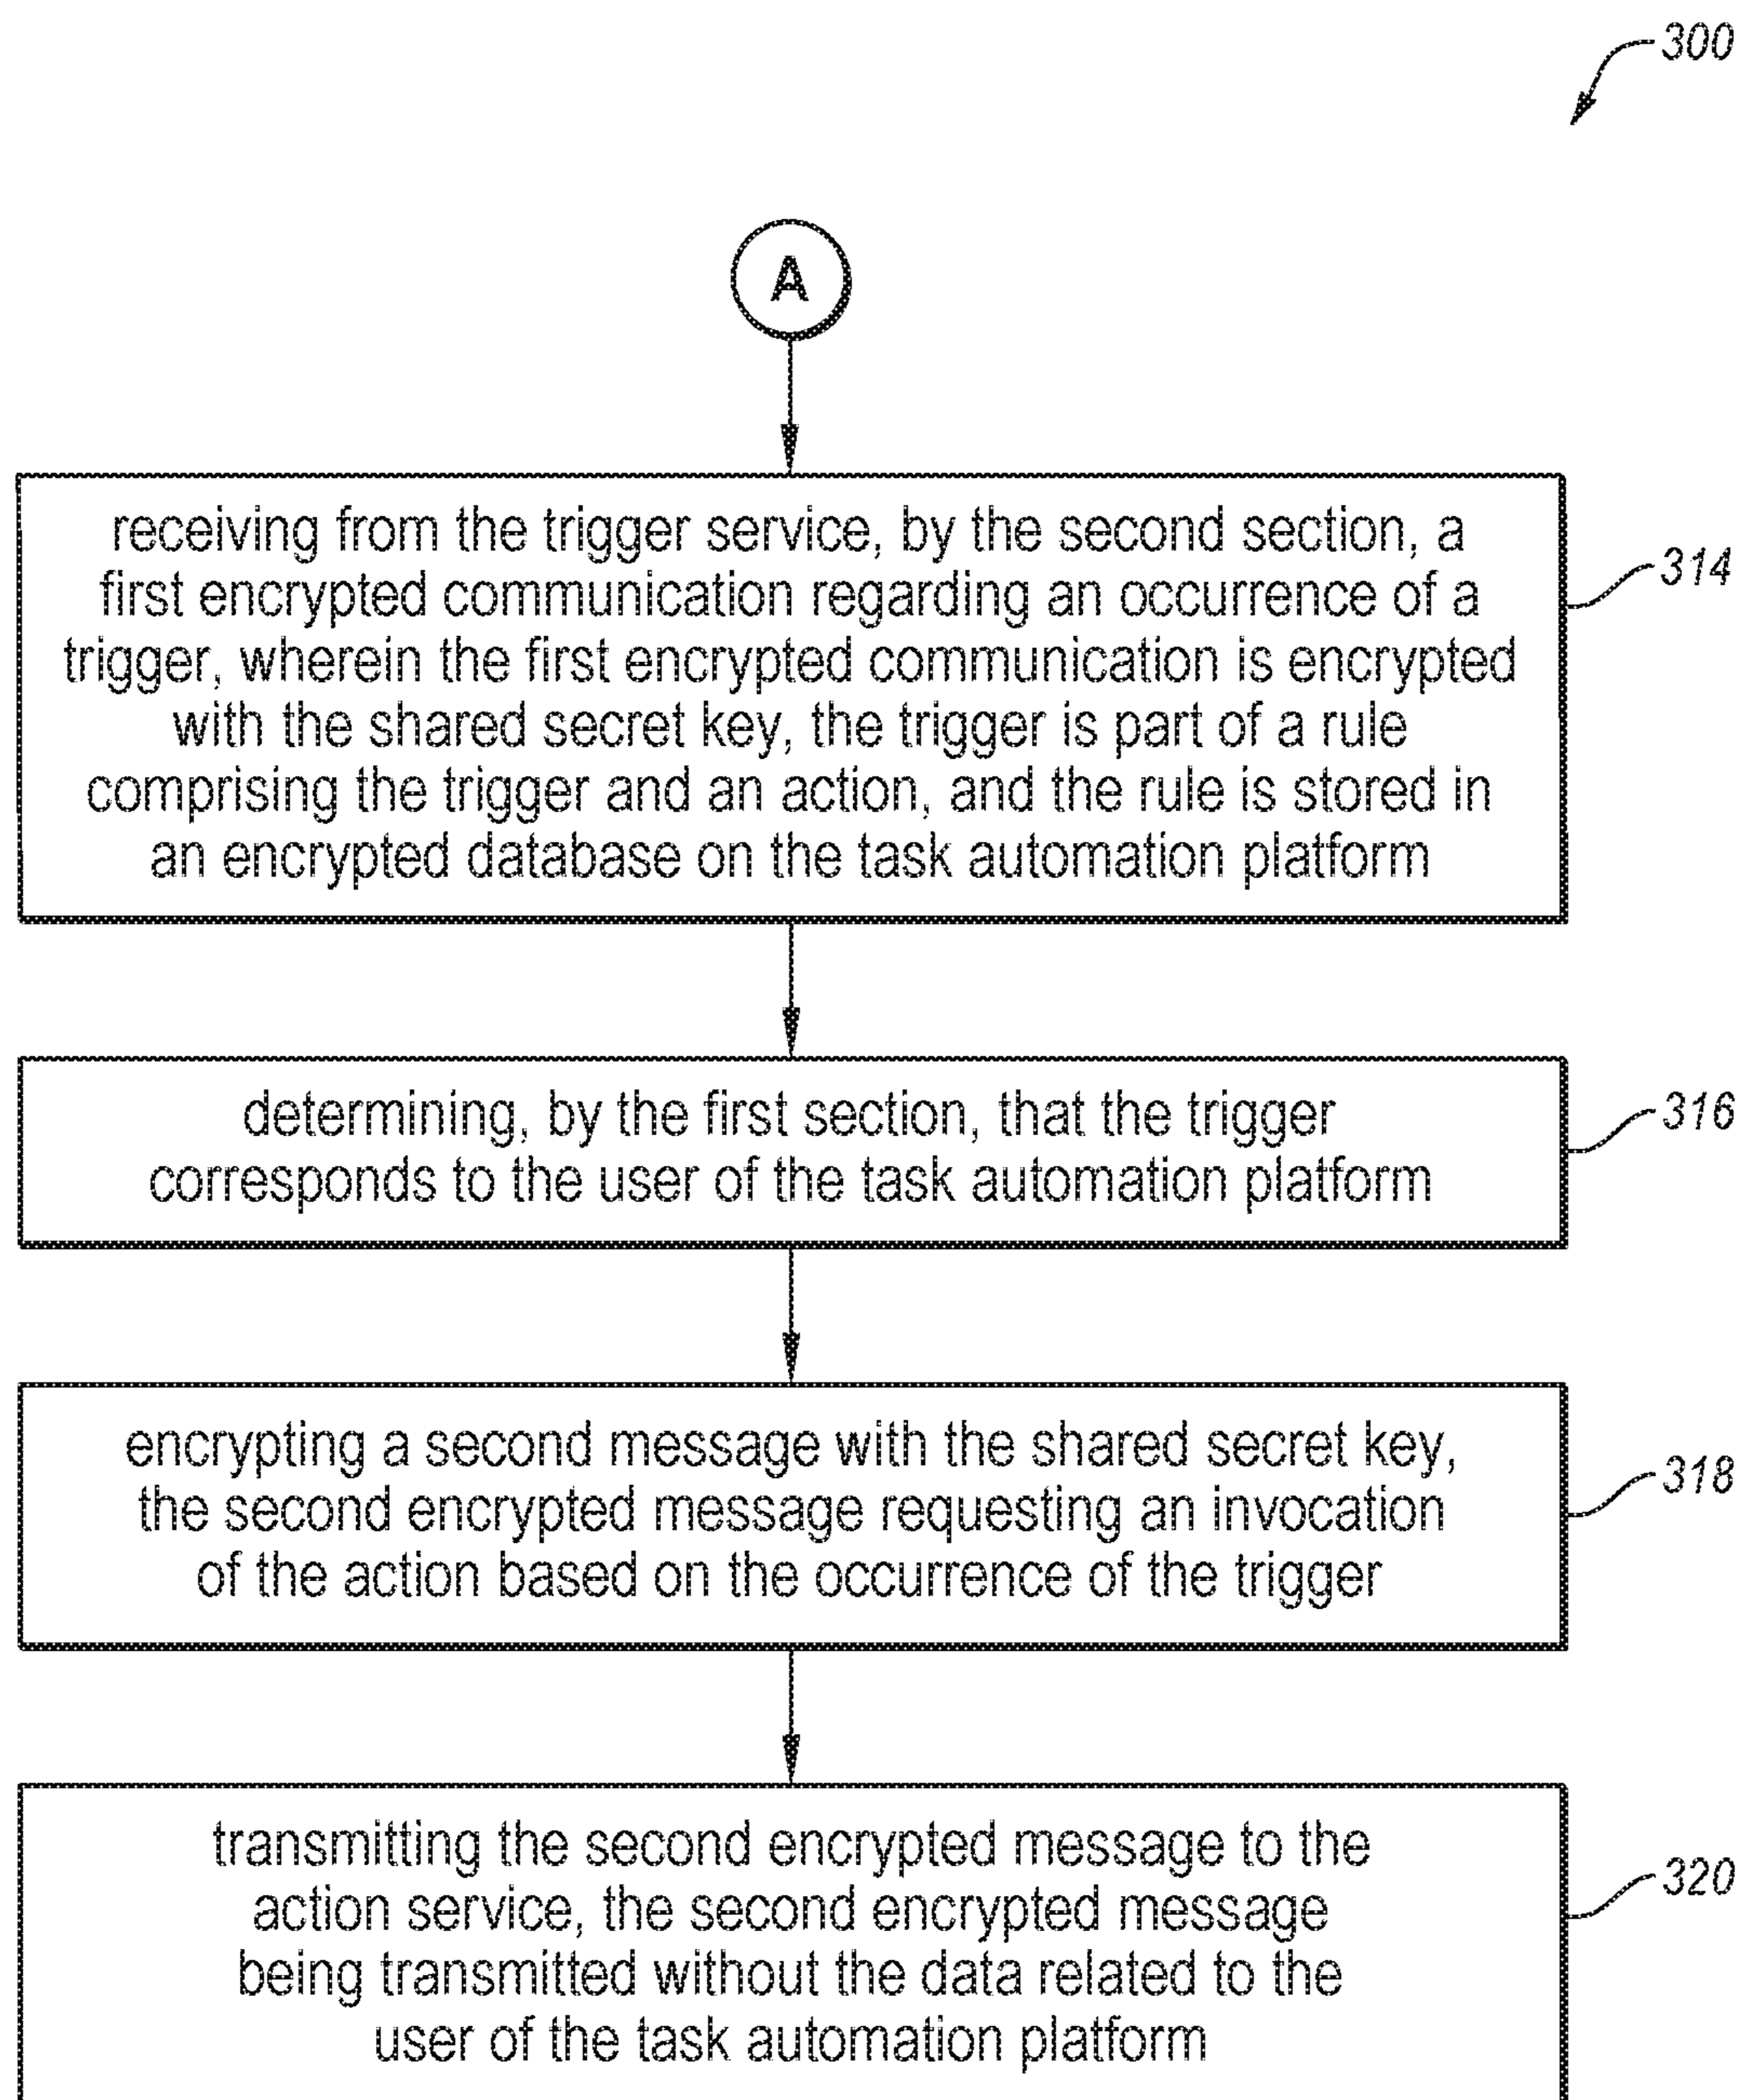 300
A
receiving from the trigger service, by the second section, a
first encrypted communication regarding an occurrence of a
trigger, wherein the first encrypted communication is encrypted
with the shared secret key, the trigger is part of a rule
comprising the trigger and an action, and the rule is stored in
an encrypted database on the task automation platform
314
determining, by the first section, that the trigger
corresponds to the user of the task automation platform
316
encrypting a second message with the shared secret key,
the second encrypted message requesting an invocation
of the action based on the occurrence of the trigger
318
transmitting the second encrypted message to the
action service, the second encrypted message
being transmitted without the data related to the
user of the task automation platform
320